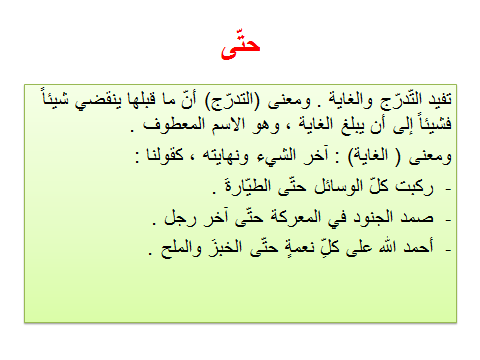 حتّى
تفيد التّدرّج والغاية . ومعنى (التدرّج) أنّ ما قبلها ينقضي شيئاً
فشيئاً إلى أن يبلغ الغاية ، وهو الاسم المعطوف .
ومعنى ( الغاية) : آخر الشيء ونهايته ، كقولنا :
- ركبت كلّ الوسائل حتّى الطيّارةَ .
- صمد الجنود في المعركة حتّى آخر رجل .
- أحمد الله على كلِّ نعمةٍ حتّى الخبزَ والملح .